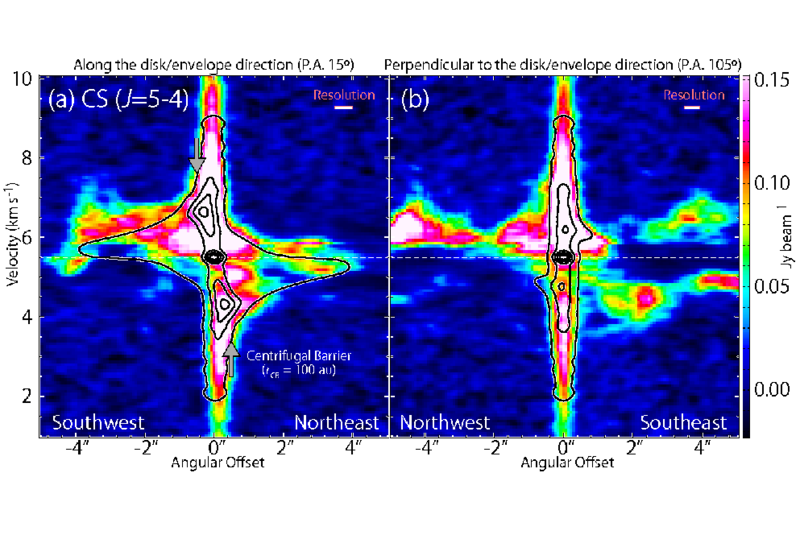 Along the disk/envelope direction (P.A. 15º)
Perpendicular to the disk/envelope direction (P.A. 105º)
(a) CS (J=5-4)
Resolution
(b)
Resolution
10
8
6
4
2
Velocity (km s⁻¹)
Centrifugal Barrier
(rCB = 100 au)
Southwest
Northeast
Northwest
Southeast
-4″ -2″ 0″ 2″ 4″
-4″ -2″ 0″ 2″ 4″
Angular Offset
Angular Offset
0.15
0.10
0.05
0.00
Jy beam⁻¹